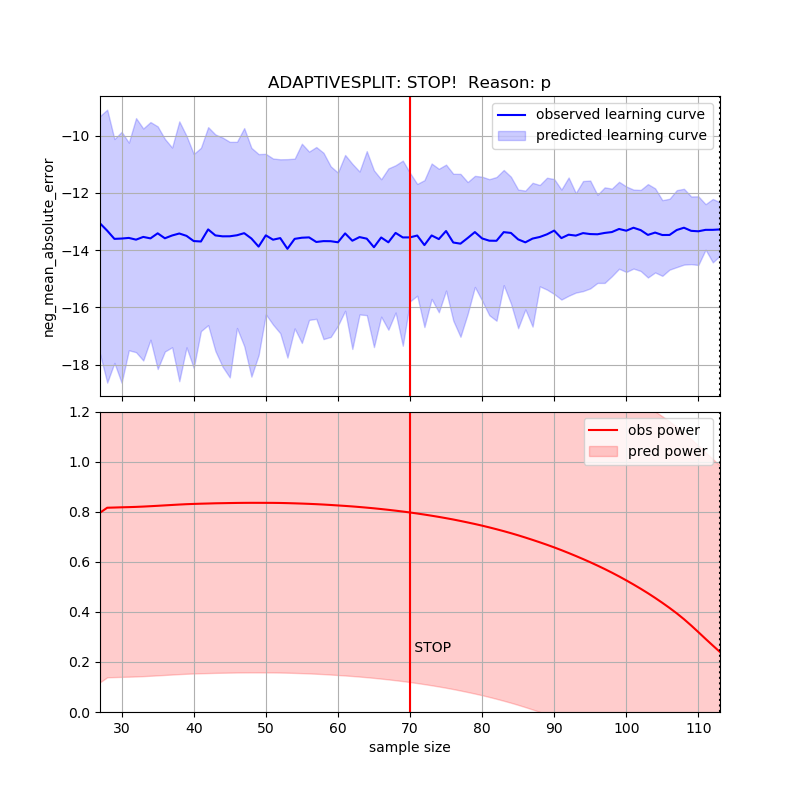 ADAPTIVESPLIT: STOP!  Reason: p
observed learning curve
predicted learning curve
neg_mean_absolute_error
−10
−12
−14
−16
−18
obs power
pred power
STOP
1.2
1.0
0.8
0.6
0.4
0.2
0.0
30 40 50 60 70 80 90 100 110
sample size